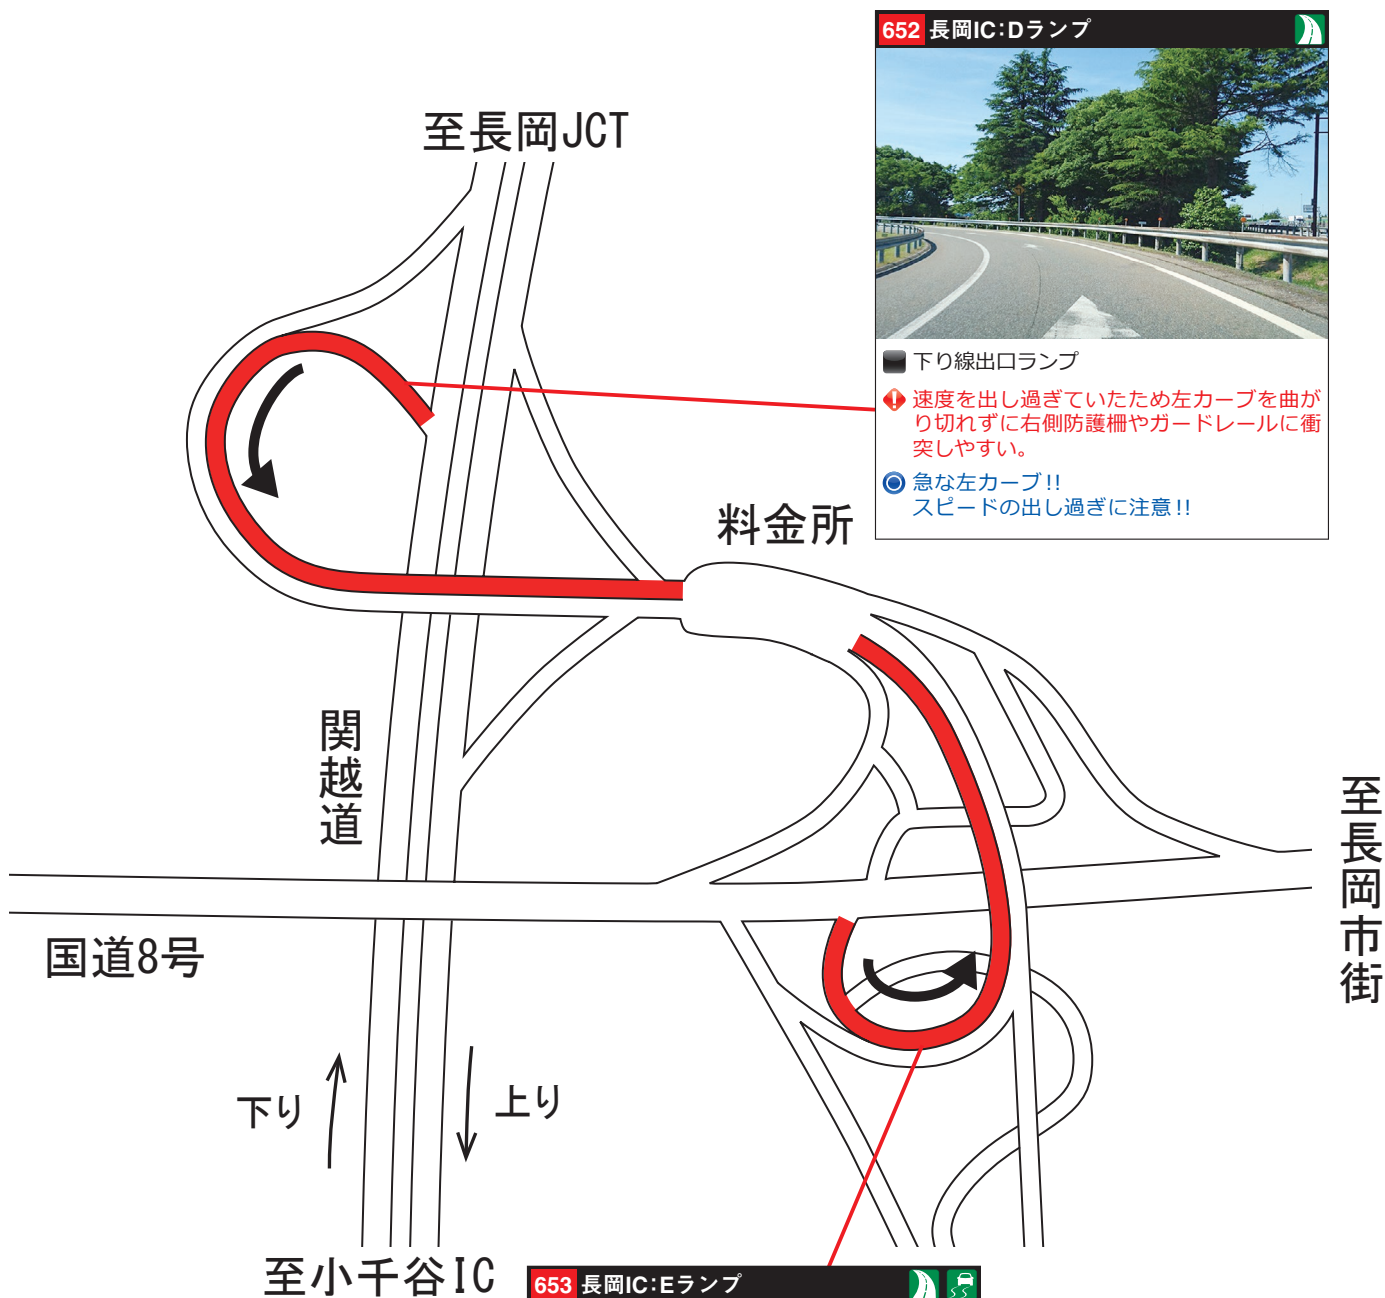 652 長岡IC:Dランプ
至長岡JCT
下り線出口ランプ
速度を出し過ぎていたため左カーブを曲が
り切れずに右側防護柵やガードレールに衝
突しやすい。
急な左カーブ!!
スピードの出し過ぎに注意!!
料金所
関越道
至長岡市街
国道8号
下り
上り
至小千谷IC
653 長岡IC:Eランプ